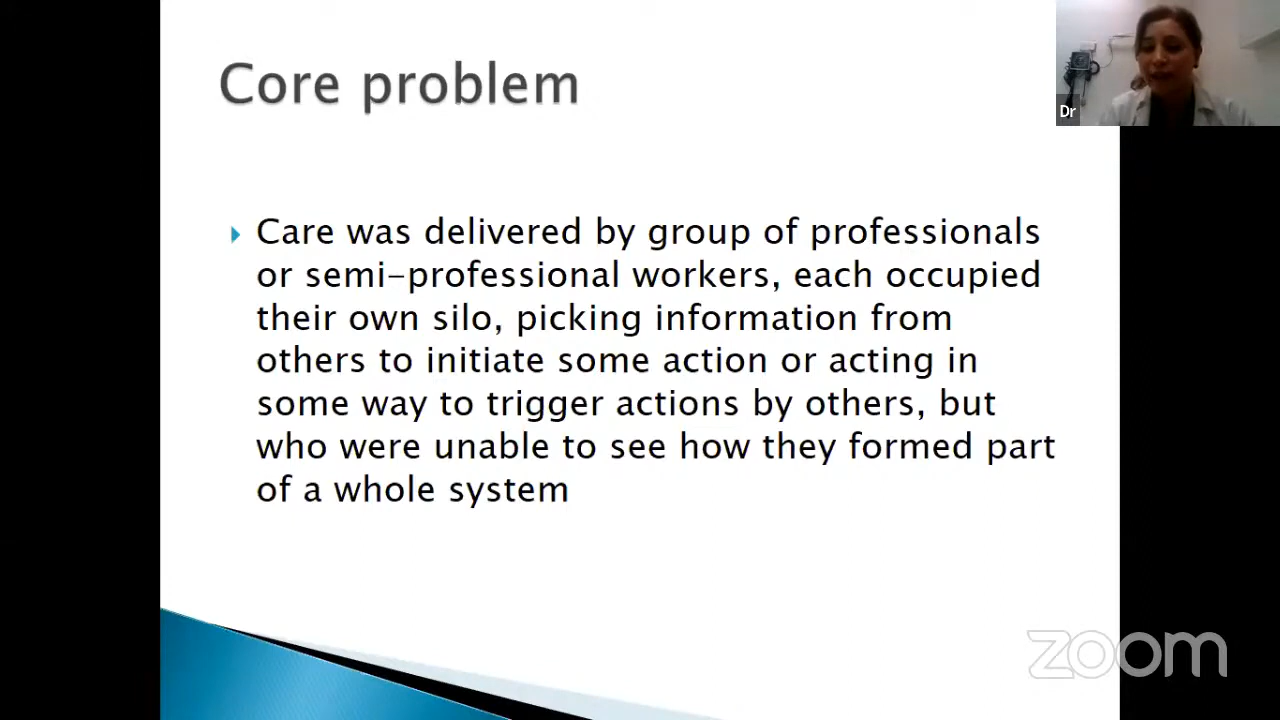 Core problem
Dr
Care was delivered by group of professionals
or semi-professional workers, each occupied
their own silo, picking information from
others to initiate some action or acting in
some way to trigger actions by others, but
who were unable to see how they formed part
of a whole system
zoom